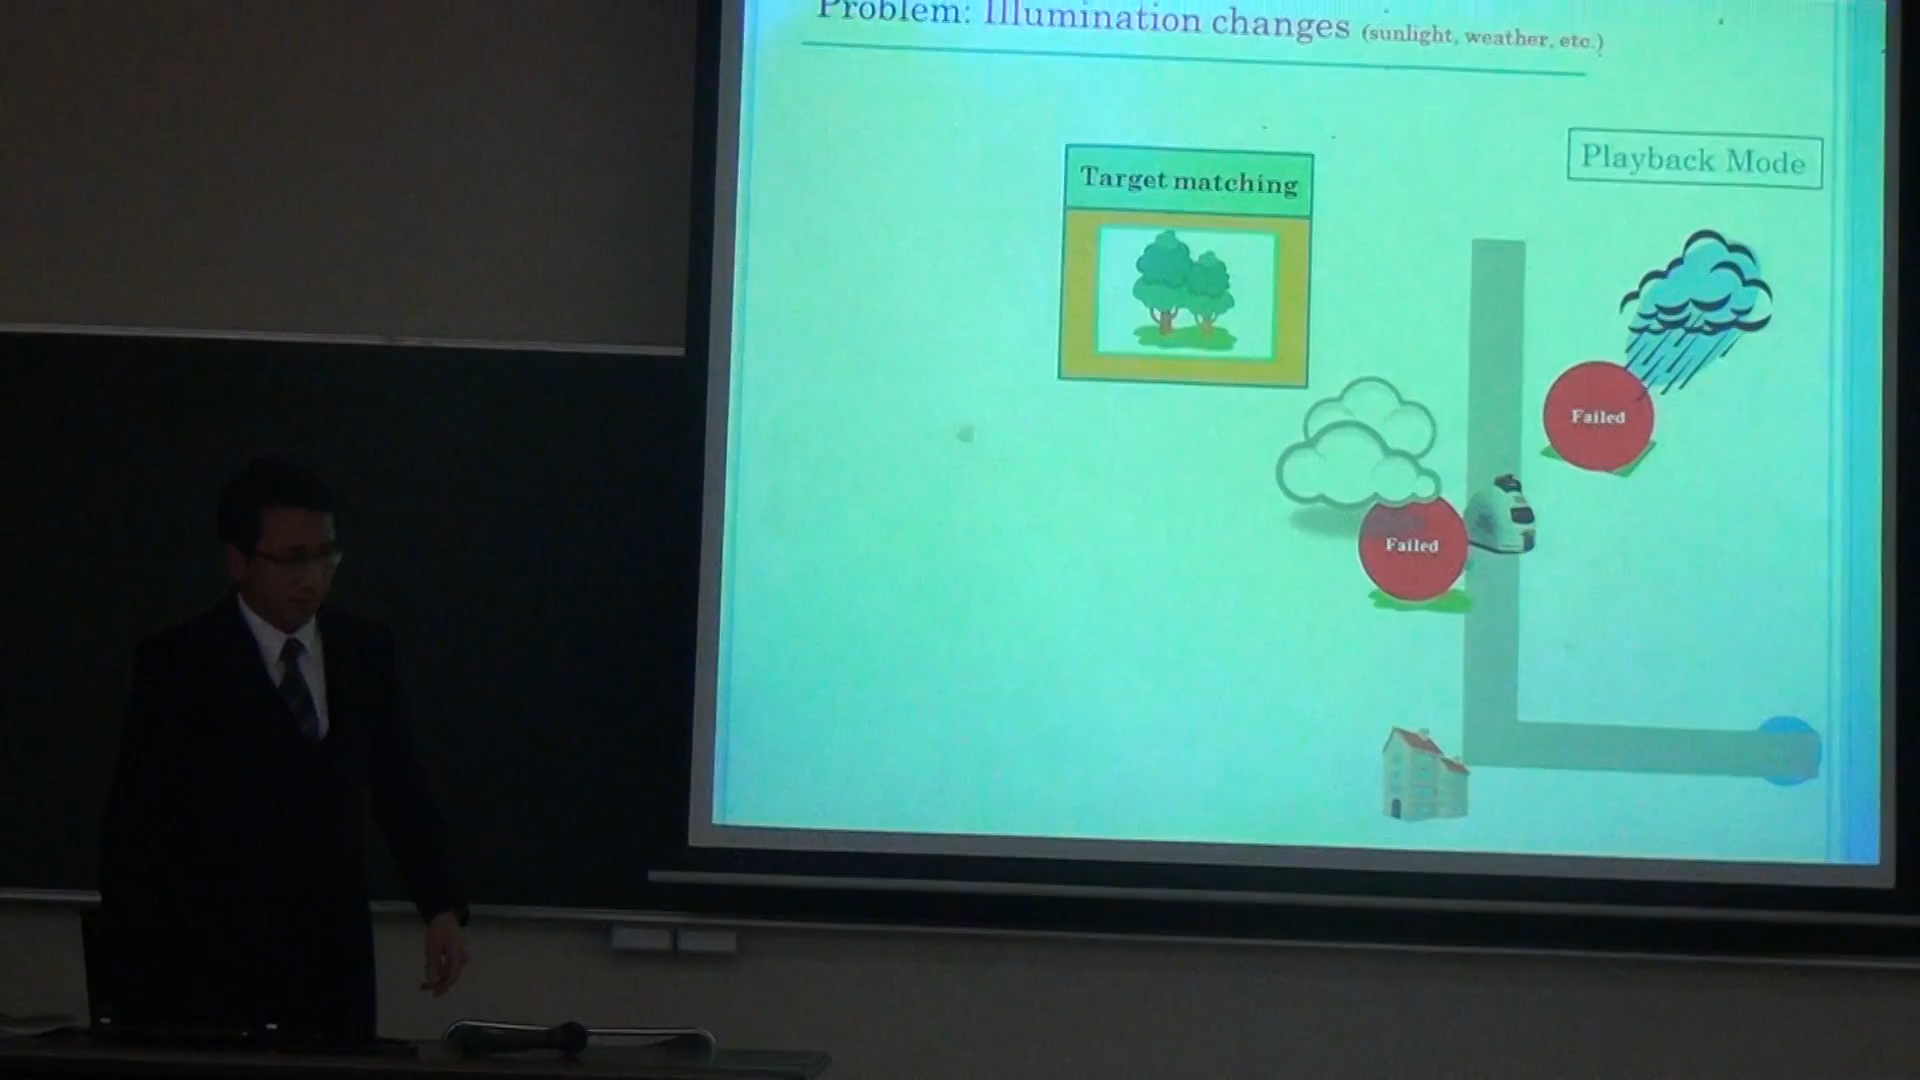 Problem: Illumination changes (sunlight, weather, etc.)
Target matching
Playback Mode
Failed
Failed